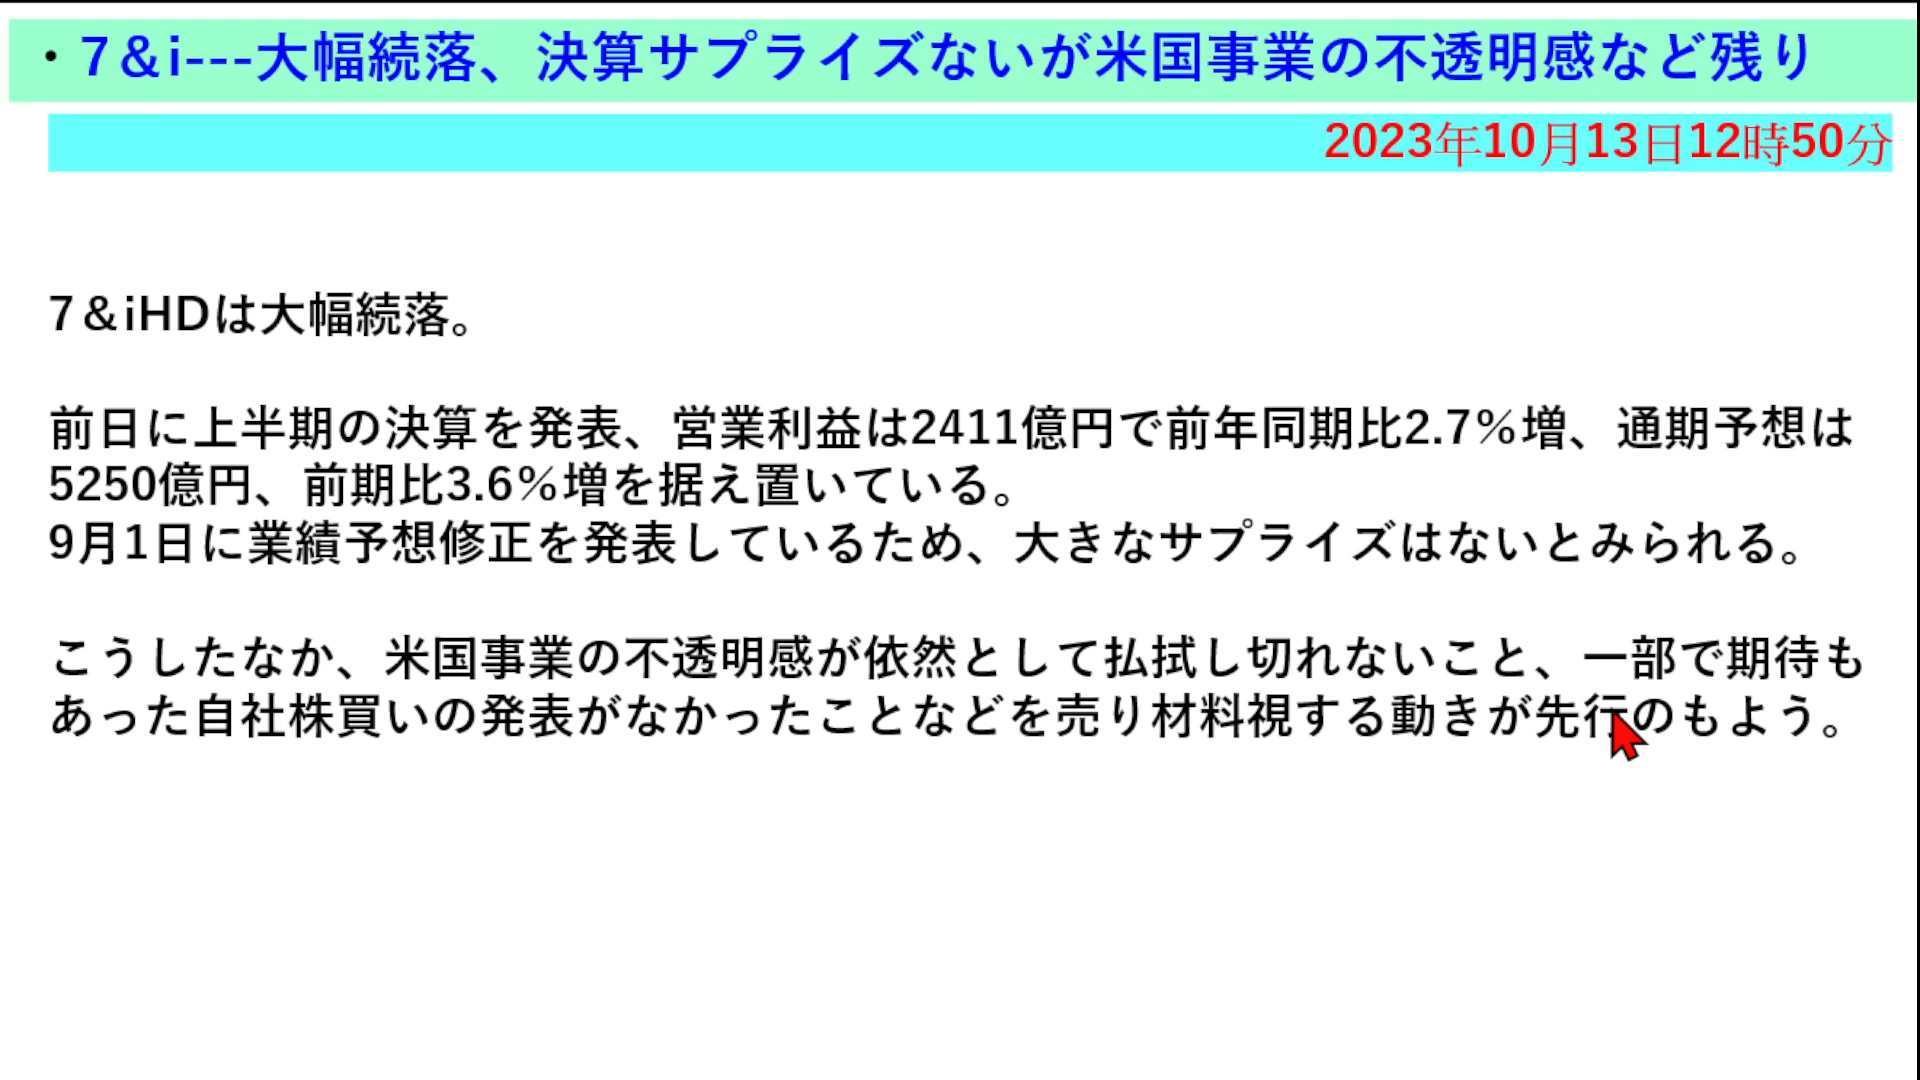 ・7&i---大幅続落、決算サプライズないが米国事業の不透明感など残り
2023年10月13日12時50分
7&iHDは大幅続落。
前日に上半期の決算を発表、営業利益は2411億円で前年同期比2.7%増、通期予想は
5250億円、前期比3.6%増を据え置いている。
9月1日に業績予想修正を発表しているため、大きなサプライズはないとみられる。
こうしたなか、米国事業の不透明感が依然として払拭し切れないこと、一部で期待も
あった自社株買いの発表がなかったことなどを売り材料視する動きが先行のもよう。